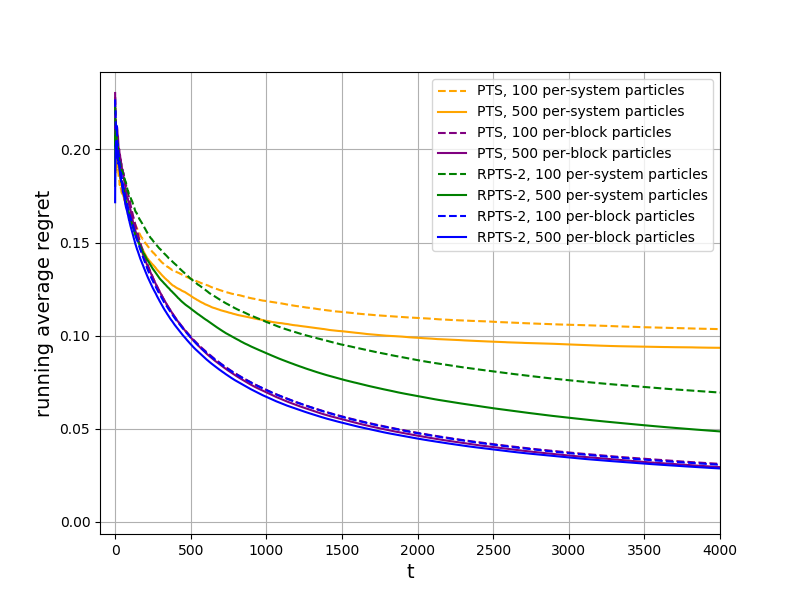 PTS, 100 per-system particles
PTS, 500 per-system particles
PTS, 100 per-block particles
PTS, 500 per-block particles
RPTS-2, 100 per-system particles
RPTS-2, 500 per-system particles
RPTS-2, 100 per-block particles
RPTS-2, 500 per-block particles
running average regret
0.20
0.15
0.10
0.05
0.00
0 500 1000 1500 2000 2500 3000 3500 4000
t